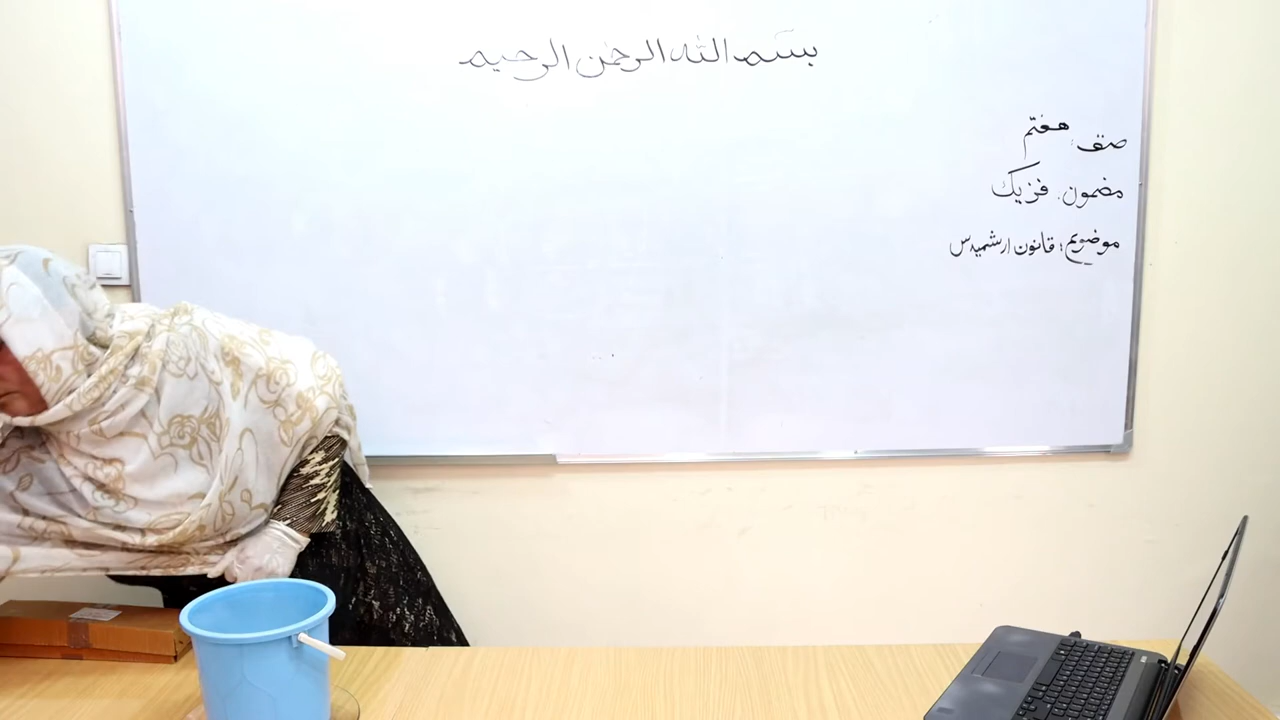 بسم الله الرحمن الرحیم
صنف: هفتم
مضمون: فزیک
موضوع: قانون ارشمیدس